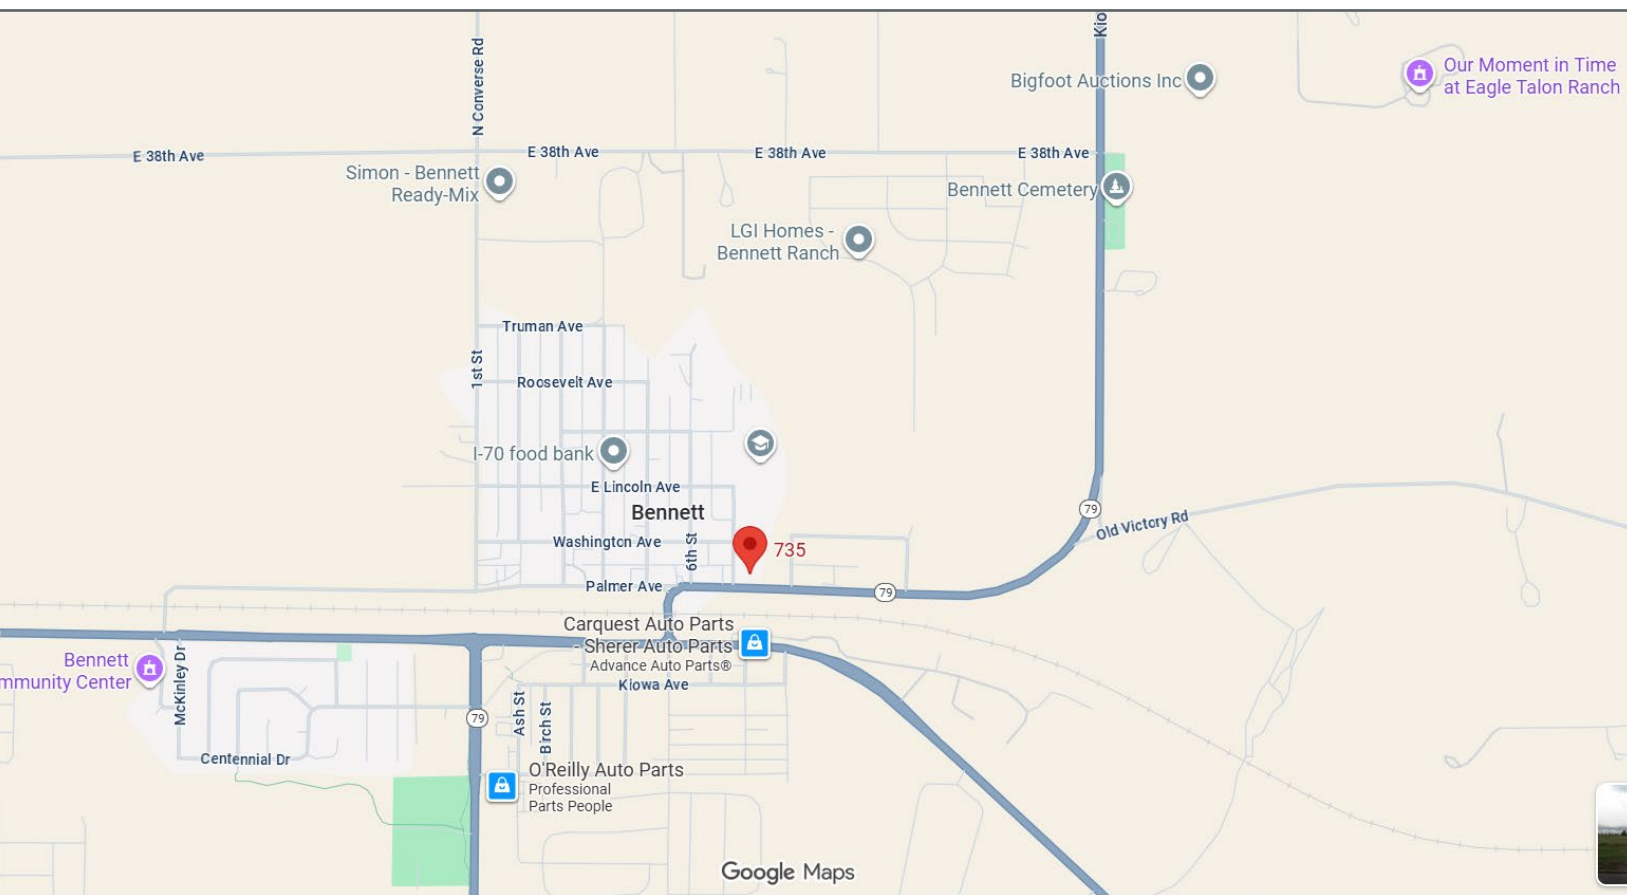 Kio
N Converse Rd
Bigfoot Auctions Inc
Our Moment in Time
at Eagle Talon Ranch
E 38th Ave
E 38th Ave
E 38th Ave
E 38th Ave
Simon - Bennett
Ready-Mix
Bennett Cemetery
LGI Homes -
Bennett Ranch
Truman Ave
1st St
Roosevelt Ave
I-70 food bank
E Lincoln Ave
Bennett
79
Old Victory Rd
Washington Ave
6th St
735
Palmer Ave
79
Carquest Auto Parts
- Sherer Auto Parts
Advance Auto Parts®
Bennett
mmunity Center
McKinley Dr
Kiowa Ave
Ash St
Birch St
79
Centennial Dr
O'Reilly Auto Parts
Professional
Parts People
Google Maps